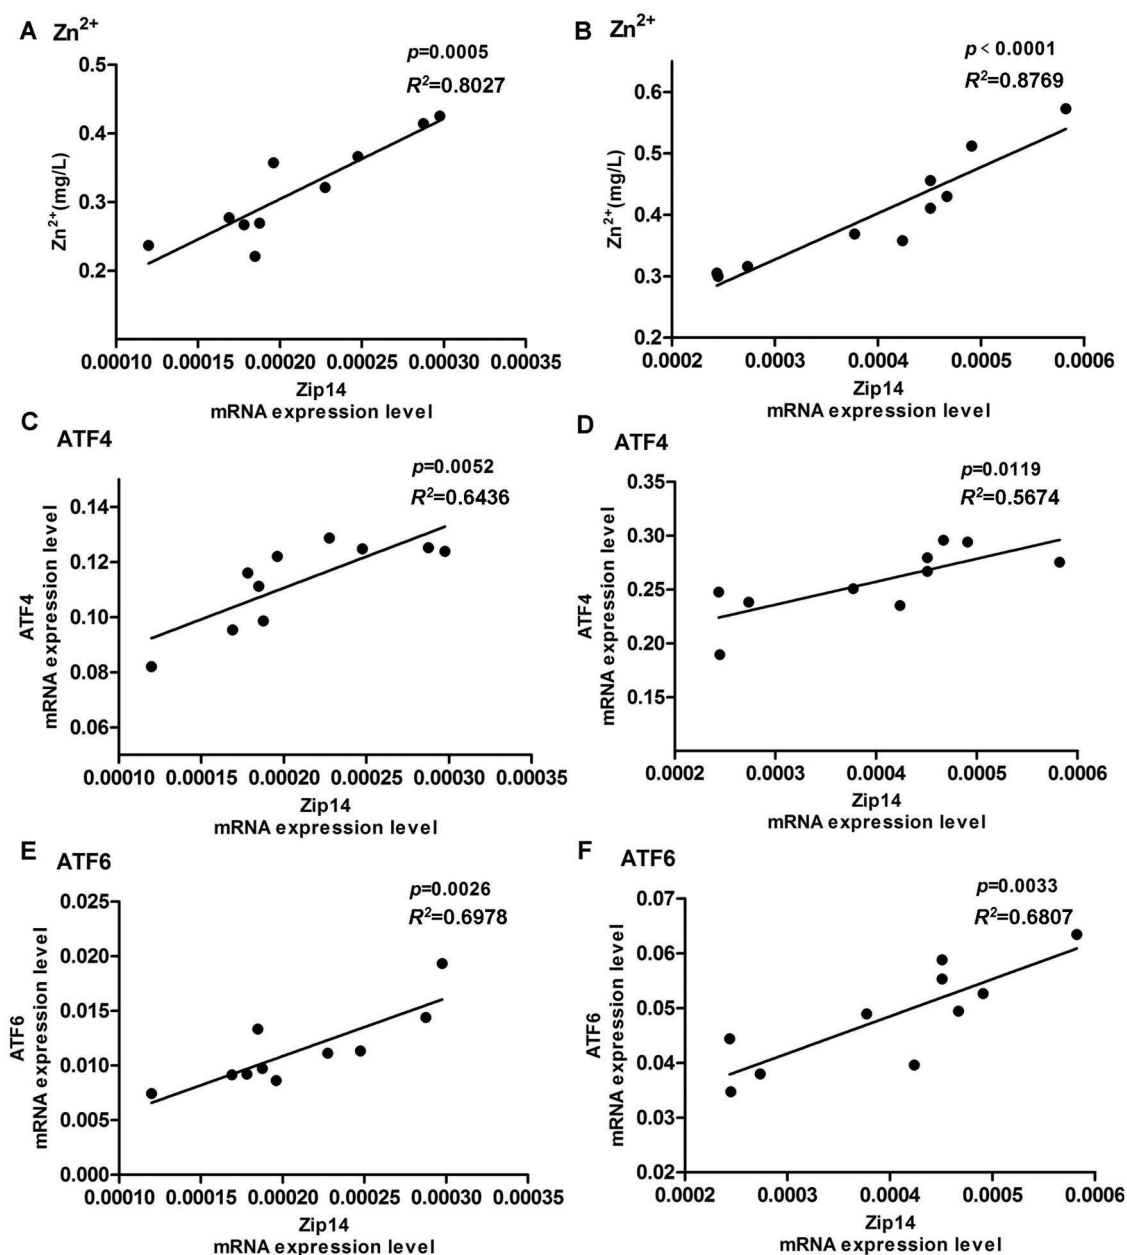 A Zn²⁺
p=0.0005
R²=0.8027
0.5
0.4
0.3
0.2
Zn²⁺(mg/L)
0.00010 0.00015 0.00020 0.00025 0.00030 0.00035
Zip14
mRNA expression level
B Zn²⁺
p < 0.0001
R²=0.8769
0.6
0.5
0.4
0.3
0.2
Zn²⁺(mg/L)
0.0002 0.0003 0.0004 0.0005 0.0006
Zip14
mRNA expression level
C ATF4
p=0.0052
R²=0.6436
0.14
0.12
0.10
0.08
0.06
ATF4
mRNA expression level
0.00010 0.00015 0.00020 0.00025 0.00030 0.00035
Zip14
mRNA expression level
D ATF4
p=0.0119
R²=0.5674
0.35
0.30
0.25
0.20
0.15
ATF4
mRNA expression level
0.0002 0.0003 0.0004 0.0005 0.0006
Zip14
mRNA expression level
E ATF6
p=0.0026
R²=0.6978
0.025
0.020
0.015
0.010
0.005
0.000
ATF6
mRNA expression level
0.00010 0.00015 0.00020 0.00025 0.00030 0.00035
Zip14
mRNA expression level
F ATF6
p=0.0033
R²=0.6807
0.07
0.06
0.05
0.04
0.03
0.02
ATF6
mRNA expression level
0.0002 0.0003 0.0004 0.0005 0.0006
Zip14
mRNA expression level